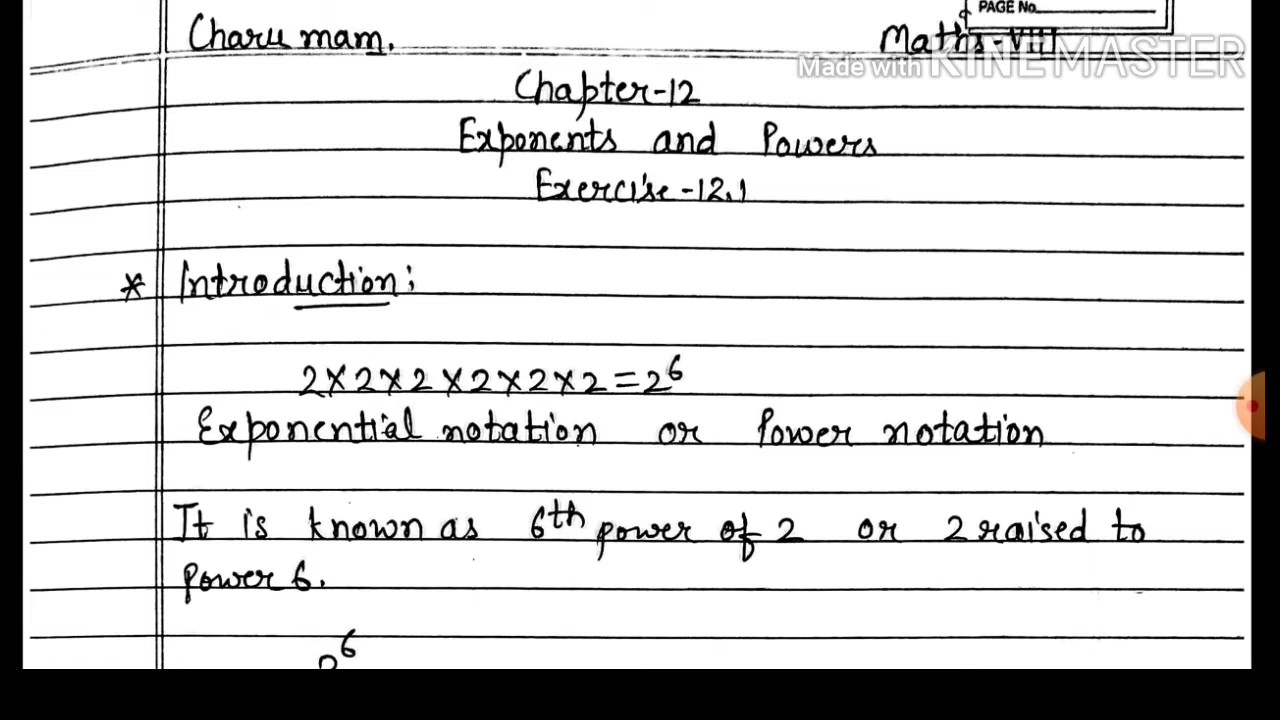 PAGE No.
Charu mam.
Maths-VIII
Made with KINEMASTER
Chapter-12
Exponents and Powers
Exercise-12.1
* Introduction:
2×2×2×2×2×2=2⁶
Exponential notation or Power notation
It is known as 6th power of 2 or 2 raised to
power 6.
2⁶